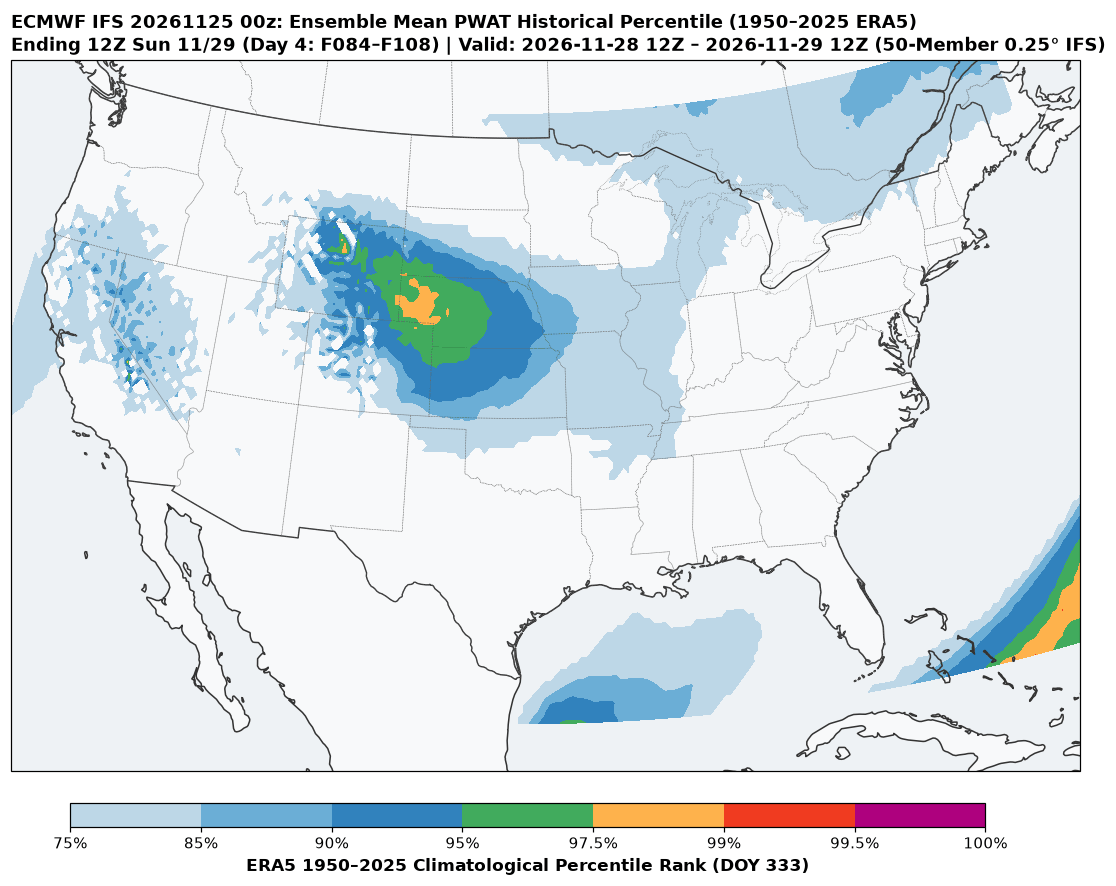 ECMWF IFS 20261125 00z: Ensemble Mean PWAT Historical Percentile (1950–2025 ERA5)
Ending 12Z Sun 11/29 (Day 4: F084–F108) | Valid: 2026-11-28 12Z – 2026-11-29 12Z (50-Member 0.25° IFS)
75% 85% 90% 95% 97.5% 99% 99.5% 100%
ERA5 1950–2025 Climatological Percentile Rank (DOY 333)